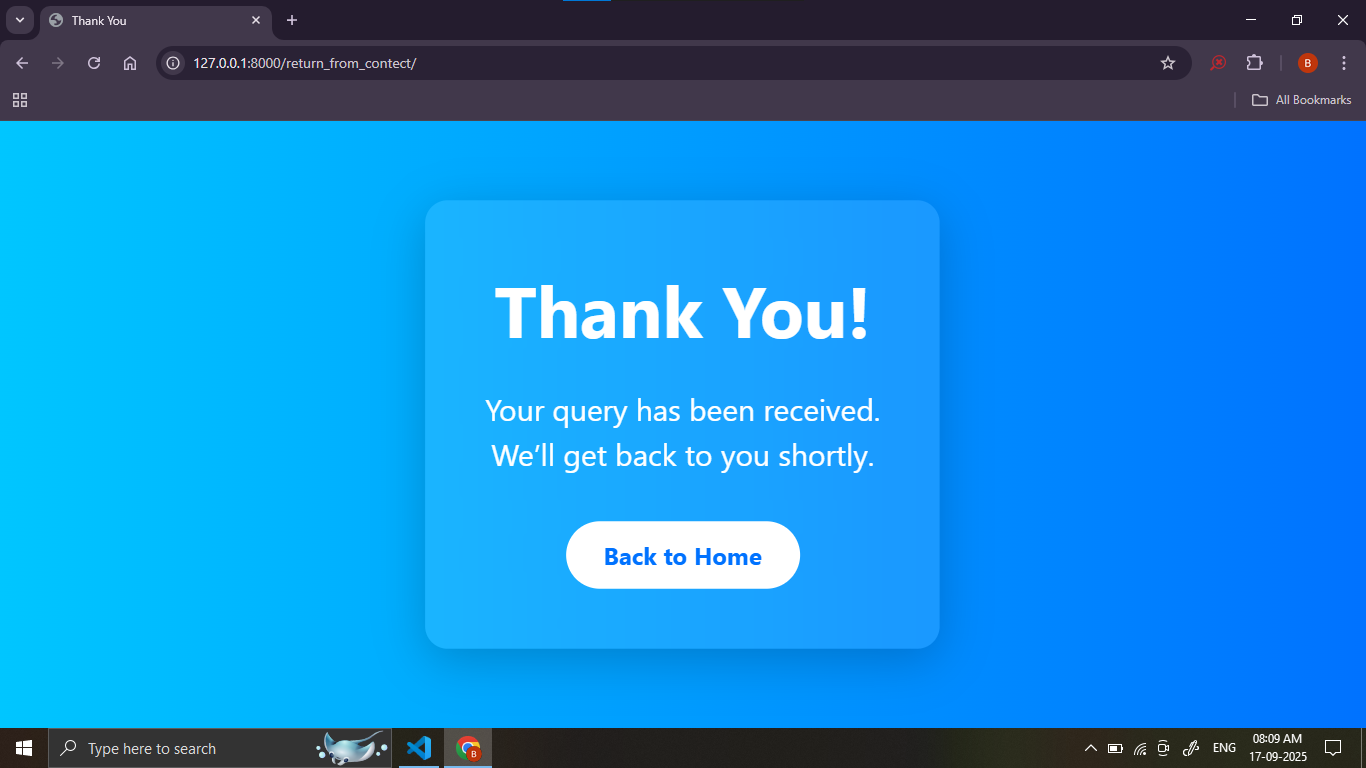 Thank You
127.0.0.1:8000/return_from_contect/
B
All Bookmarks
Thank You!
Your query has been received.
We’ll get back to you shortly.
Back to Home
Type here to search
B
ENG
08:09 AM
17-09-2025